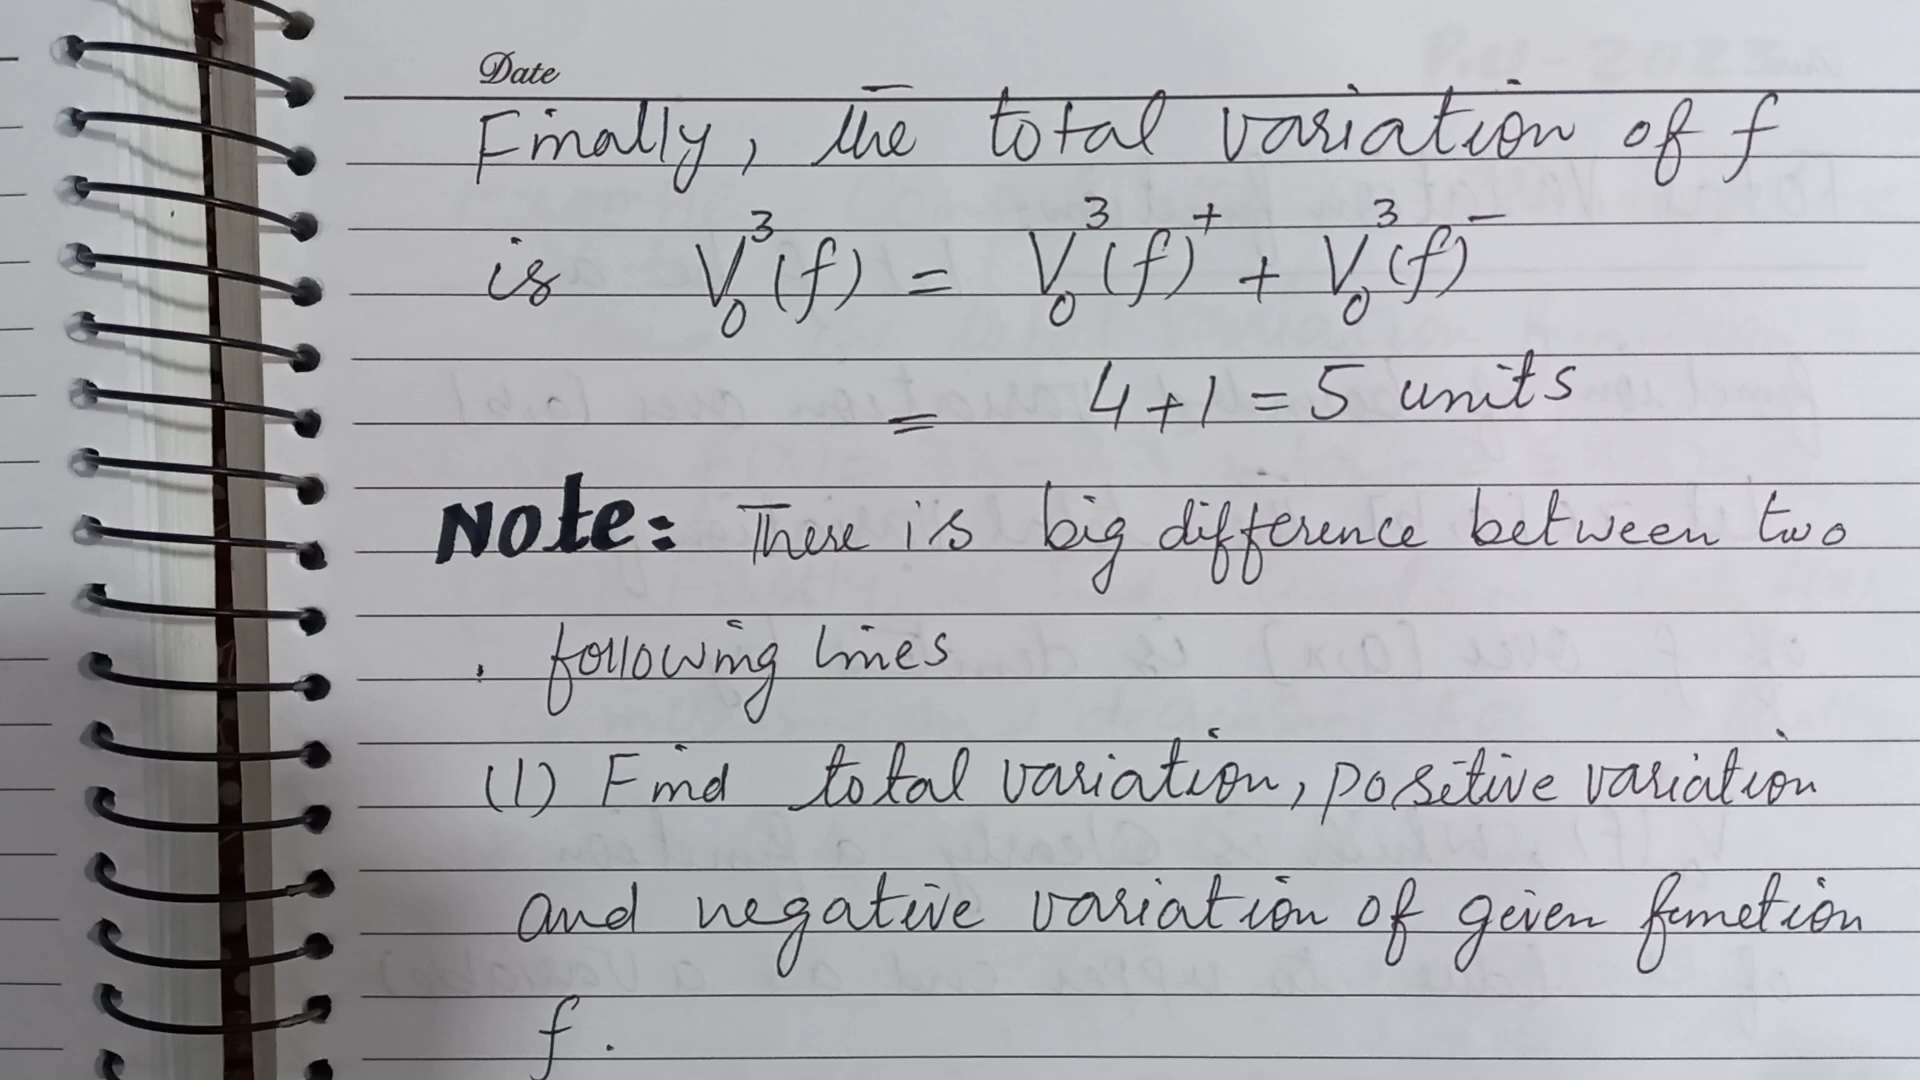 Date
Finally, the total variation of f
is V₀³(f) = V₀³(f)⁺ + V₀³(f)⁻
= 4+1 = 5 units
Note: There is big difference between two
following lines
(1) Find total variation, positive variation
and negative variation of given function
f.